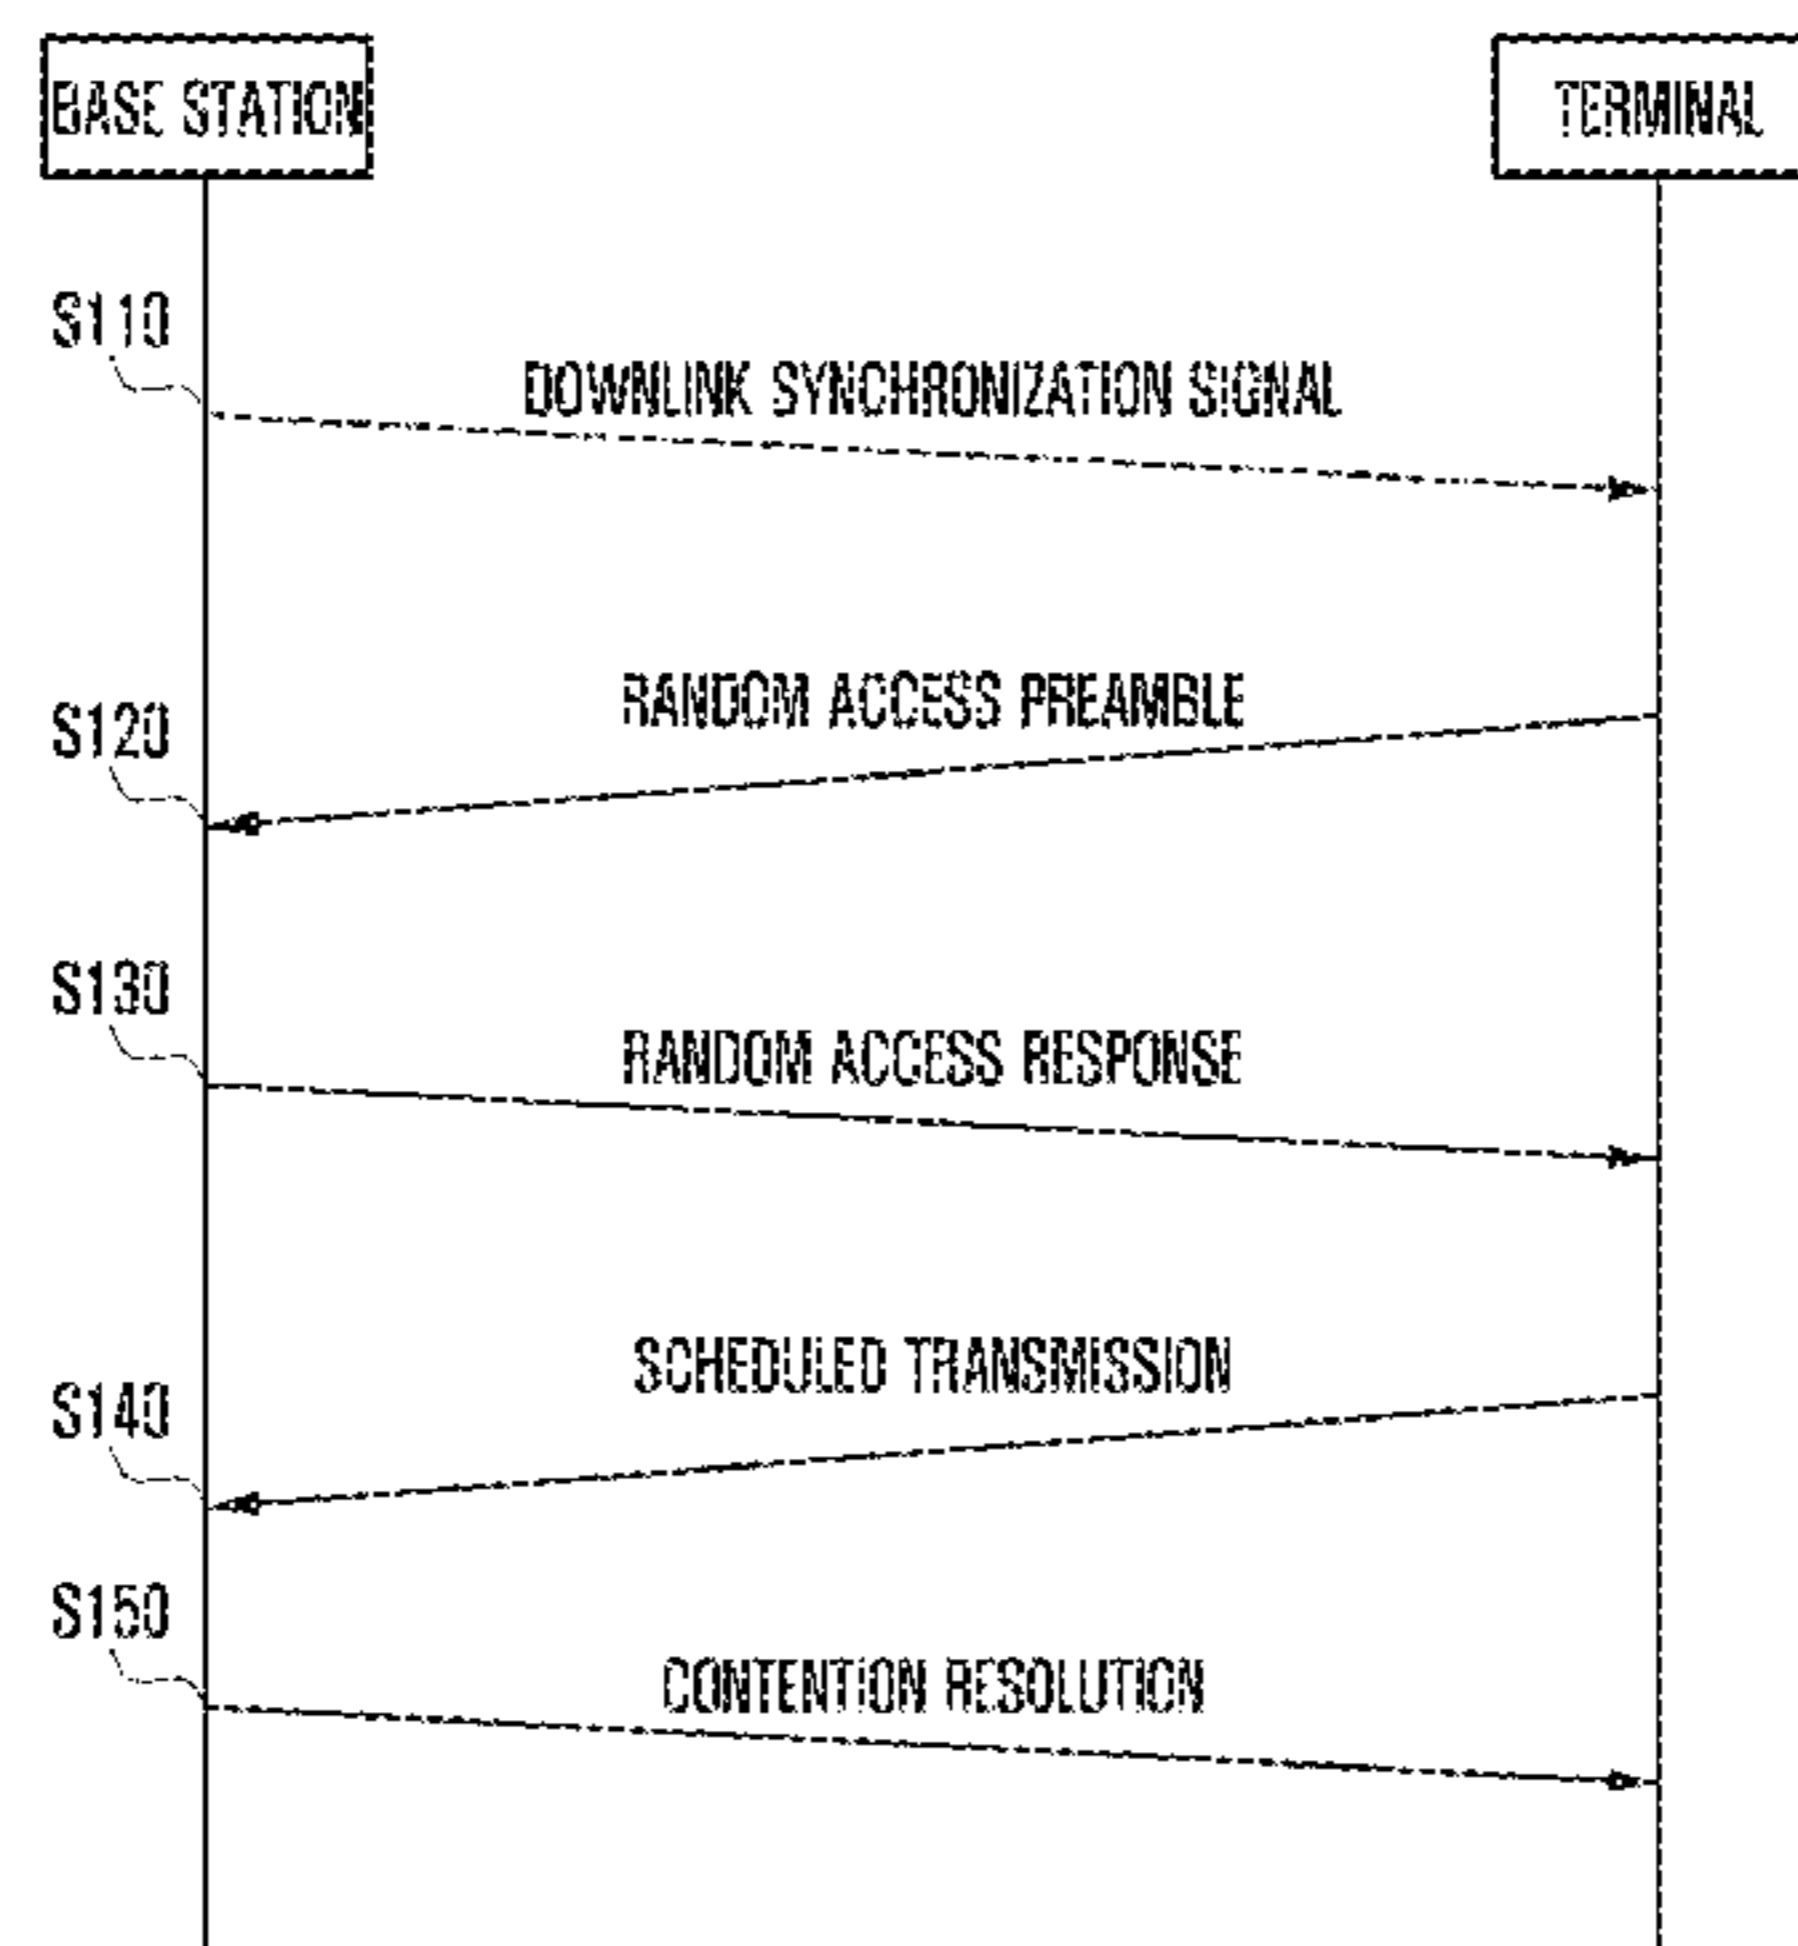 BASE STATION
TERMINAL
S110
DOWNLINK SYNCHRONIZATION SIGNAL
RANDOM ACCESS PREAMBLE
S120
S130
RANDOM ACCESS RESPONSE
SCHEDULED TRANSMISSION
S140
S150
CONTENTION RESOLUTION